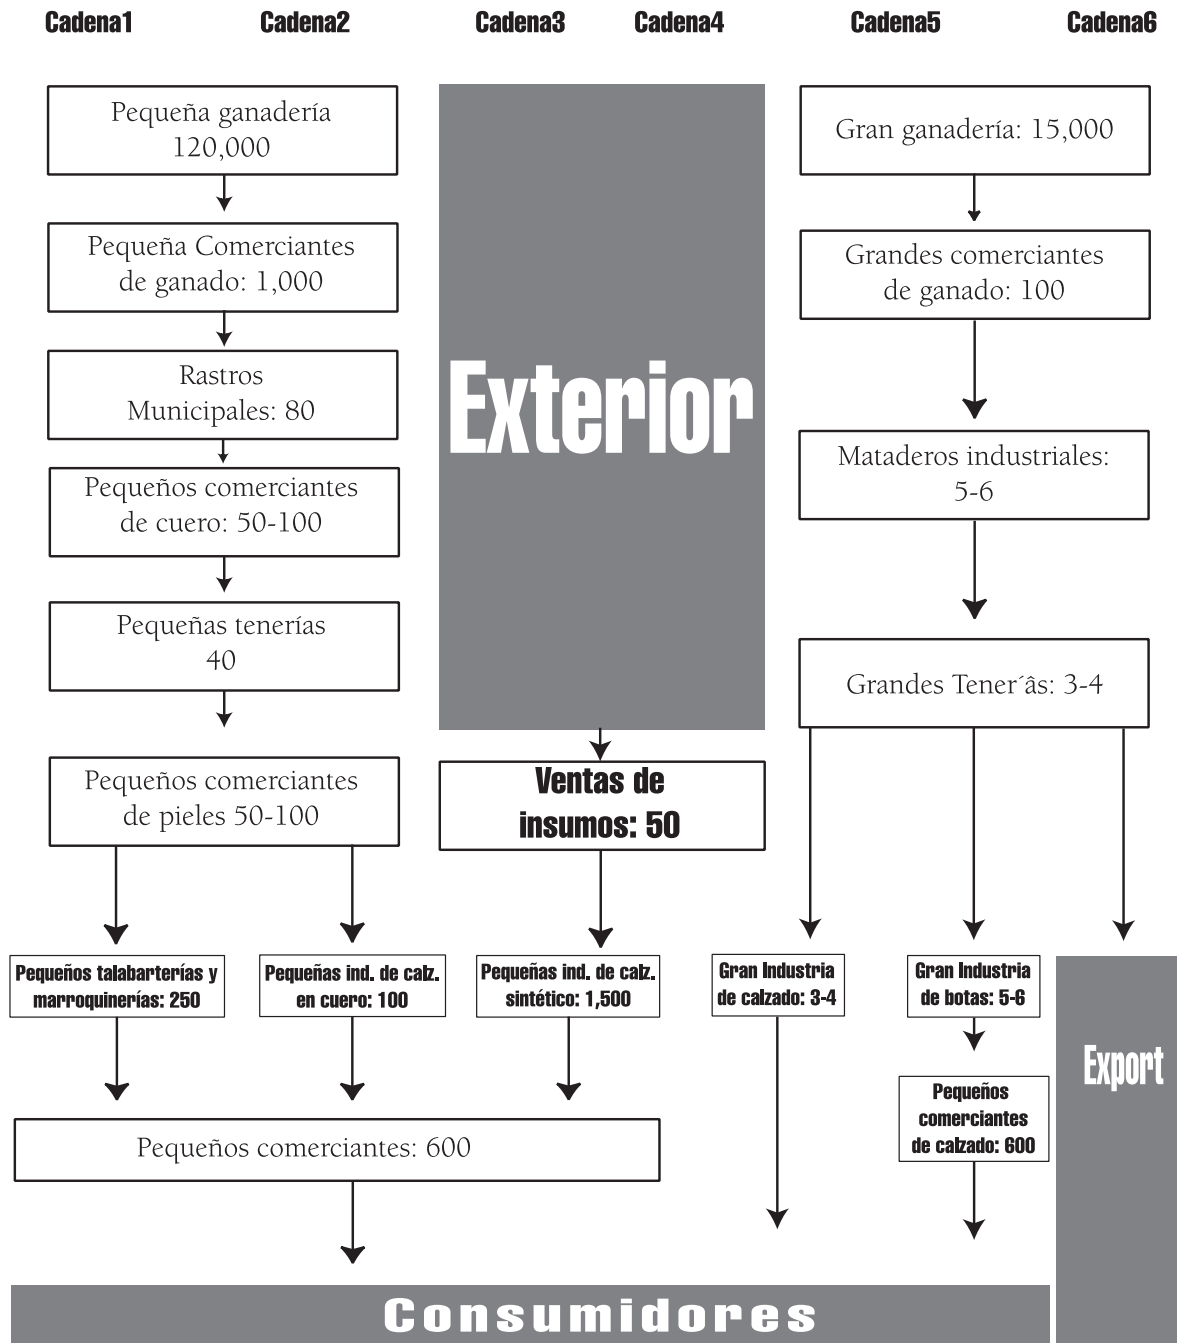 Cadena1 Cadena2 Cadena3 Cadena4 Cadena5 Cadena6
Pequeña ganadería
120,000
Pequeña Comerciantes
de ganado: 1,000
Rastros
Municipales: 80
Pequeños comerciantes
de cuero: 50-100
Pequeñas tenerías
40
Pequeños comerciantes
de pieles 50-100
Exterior
Ventas de
insumos: 50
Gran ganadería: 15,000
Grandes comerciantes
de ganado: 100
Mataderos industriales:
5-6
Grandes Tener´âs: 3-4
Pequeños talabarterías y
marroquinerías: 250
Pequeñas ind. de calz.
en cuero: 100
Pequeñas ind. de calz.
sintético: 1,500
Gran Industria
de calzado: 3-4
Gran Industria
de botas: 5-6
Export
Pequeños
comerciantes
de calzado: 600
Pequeños comerciantes: 600
Consumidores